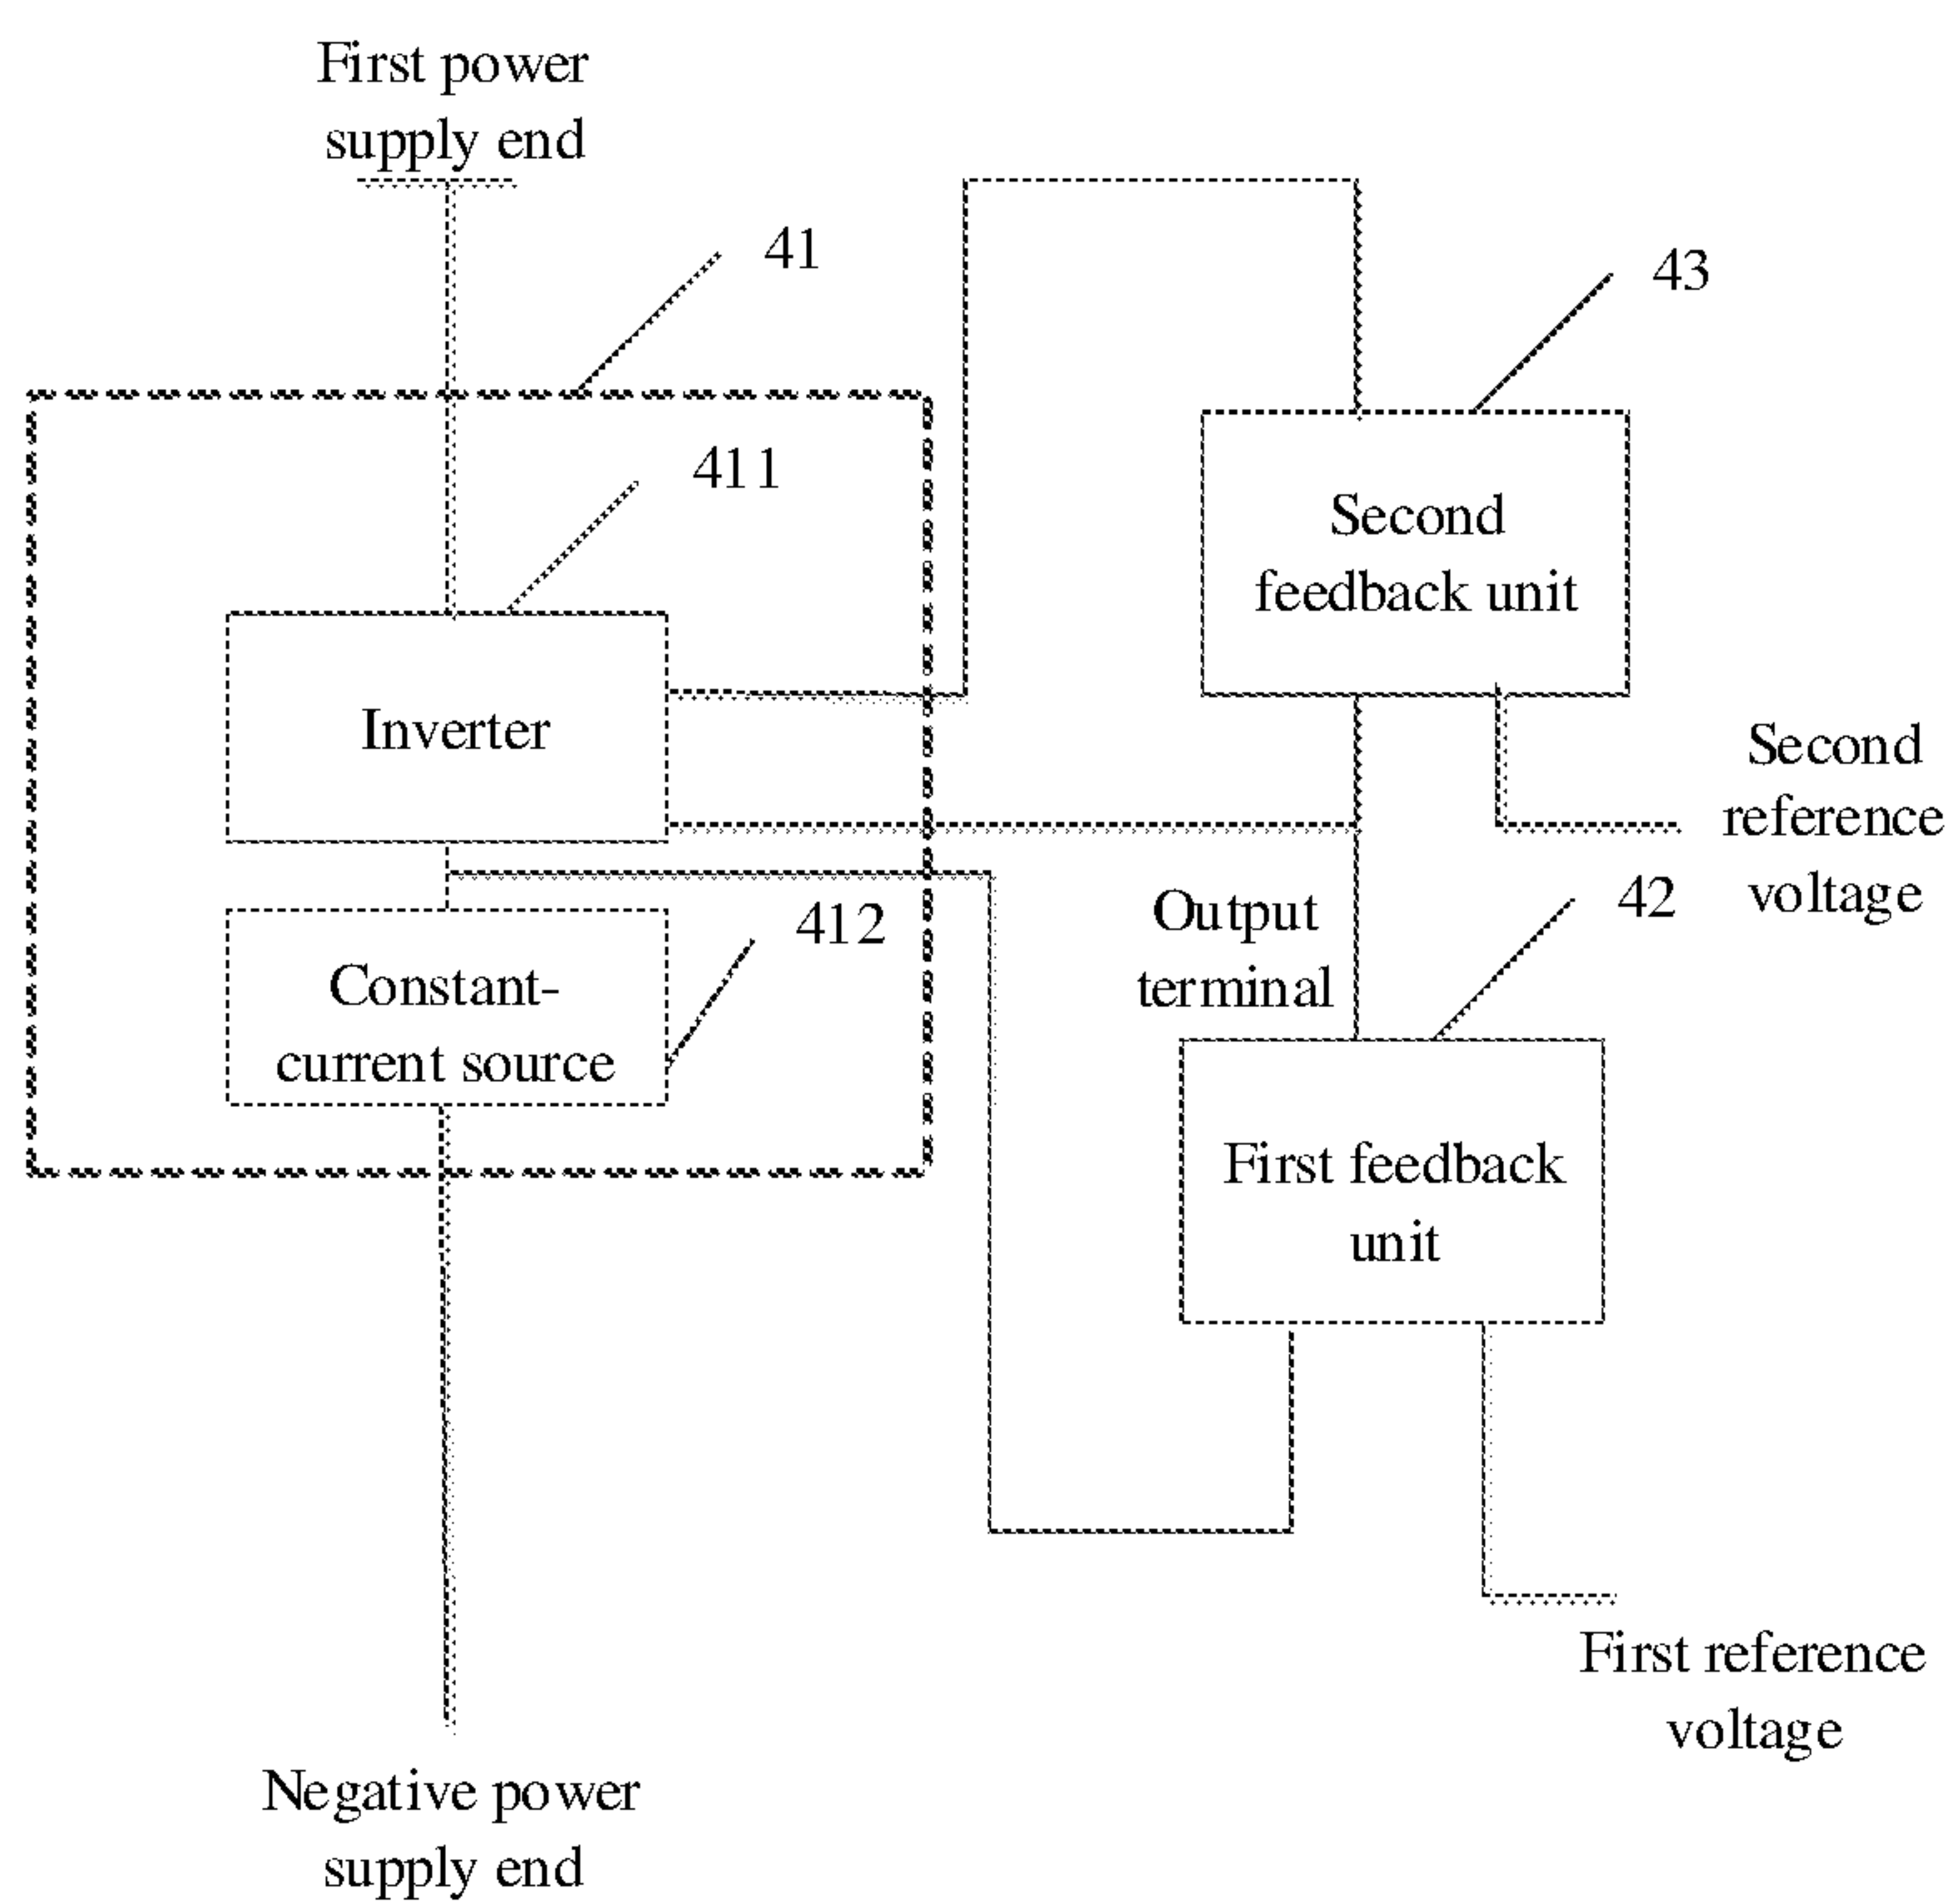 First power
supply end
41
43
411
Second
feedback unit
Inverter
Second
reference
voltage
Output
terminal
42
412
Constant-
current source
First feedback
unit
First reference
voltage
Negative power
supply end